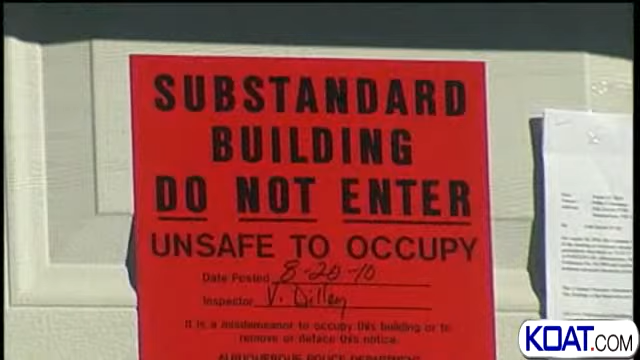 SUBSTANDARD
BUILDING
DO NOT ENTER
UNSAFE TO OCCUPY
Date Posted 8-20-10
Inspector V. Dilley
It is a misdemeanor to occupy this building or to
remove or deface this notice.
ALBUQUERQUE POLICE DEPARTMENT
KOAT.COM